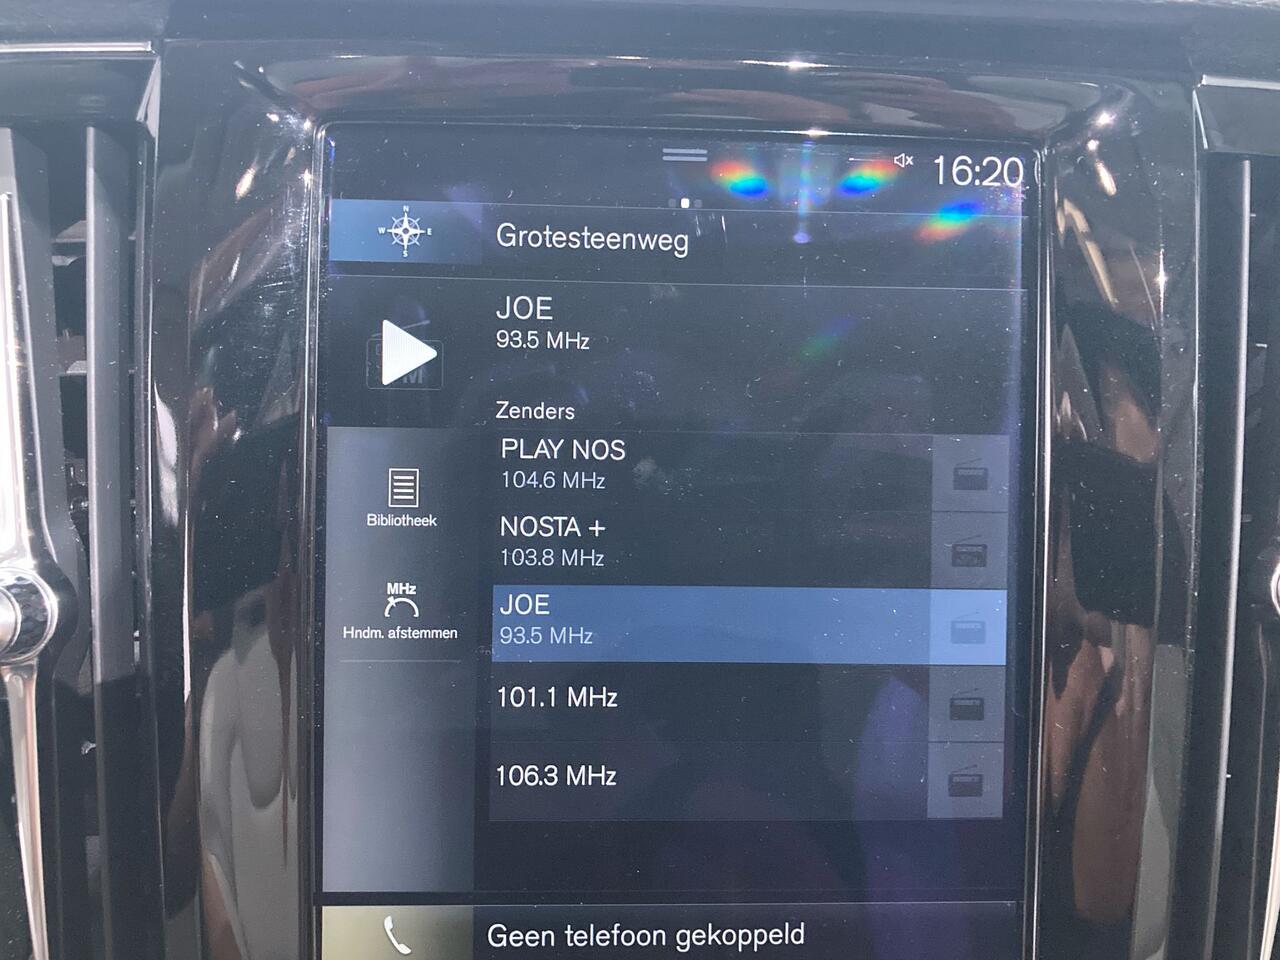 16:20
N
W E
S
Grotesteenweg
JOE
93.5 MHz
Zenders
PLAY NOS
104.6 MHz
NOSTA +
103.8 MHz
Bibliotheek
JOE
93.5 MHz
MHz
Hndm. afstemmen
101.1 MHz
106.3 MHz
Geen telefoon gekoppeld